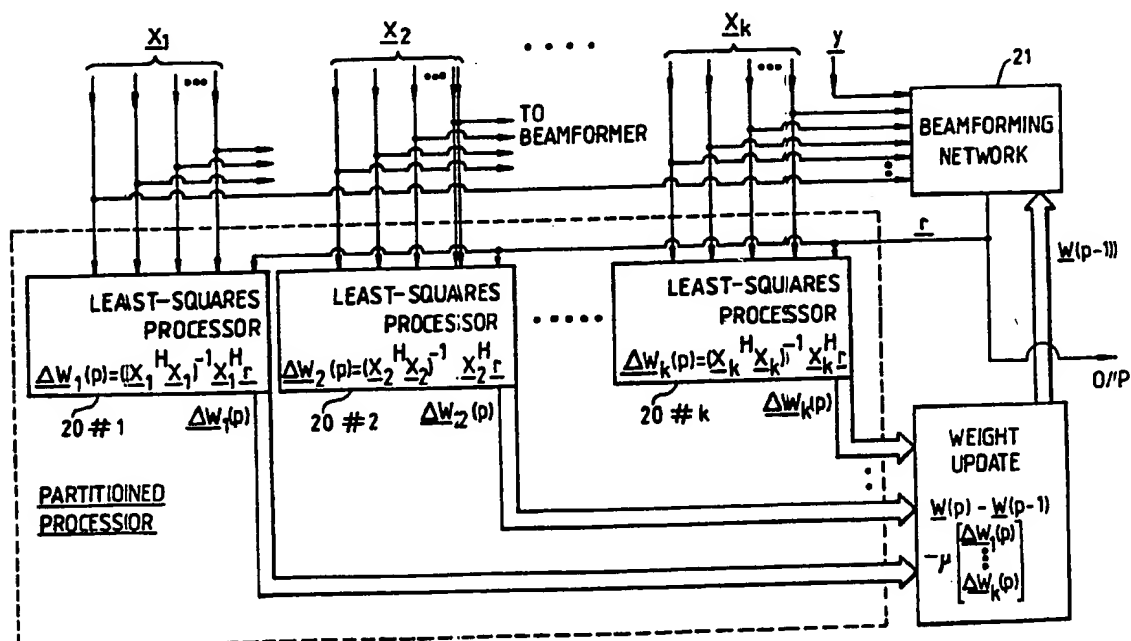 X1 X2 . . . . Xk
y
21
TO
BEAMFORMER
BEAMFORMING
NETWORK
r
W(p-1))
LEAST-SQUARES
PROCESSOR
ΔW1(p)=((X1^H X1)^-1 X1^H r
20 #1
ΔW1(p)
LEAST-SQUARES
PROCESSOR
ΔW2(p)=(X2^H X2)^-1 X2^H r
20 #2
ΔW2(p)
LEAST-SQUARES
PROCESSOR
ΔWk(p)=(Xk^H Xk))^-1 Xk^H r
20 #k
ΔWk(p)
O/P
PARTITIOINED
PROCESSIOR
WEIGHT
UPDATE
W(p) - W(p-1)
-μ [ΔW1(p)
⋮
ΔWk(p)]